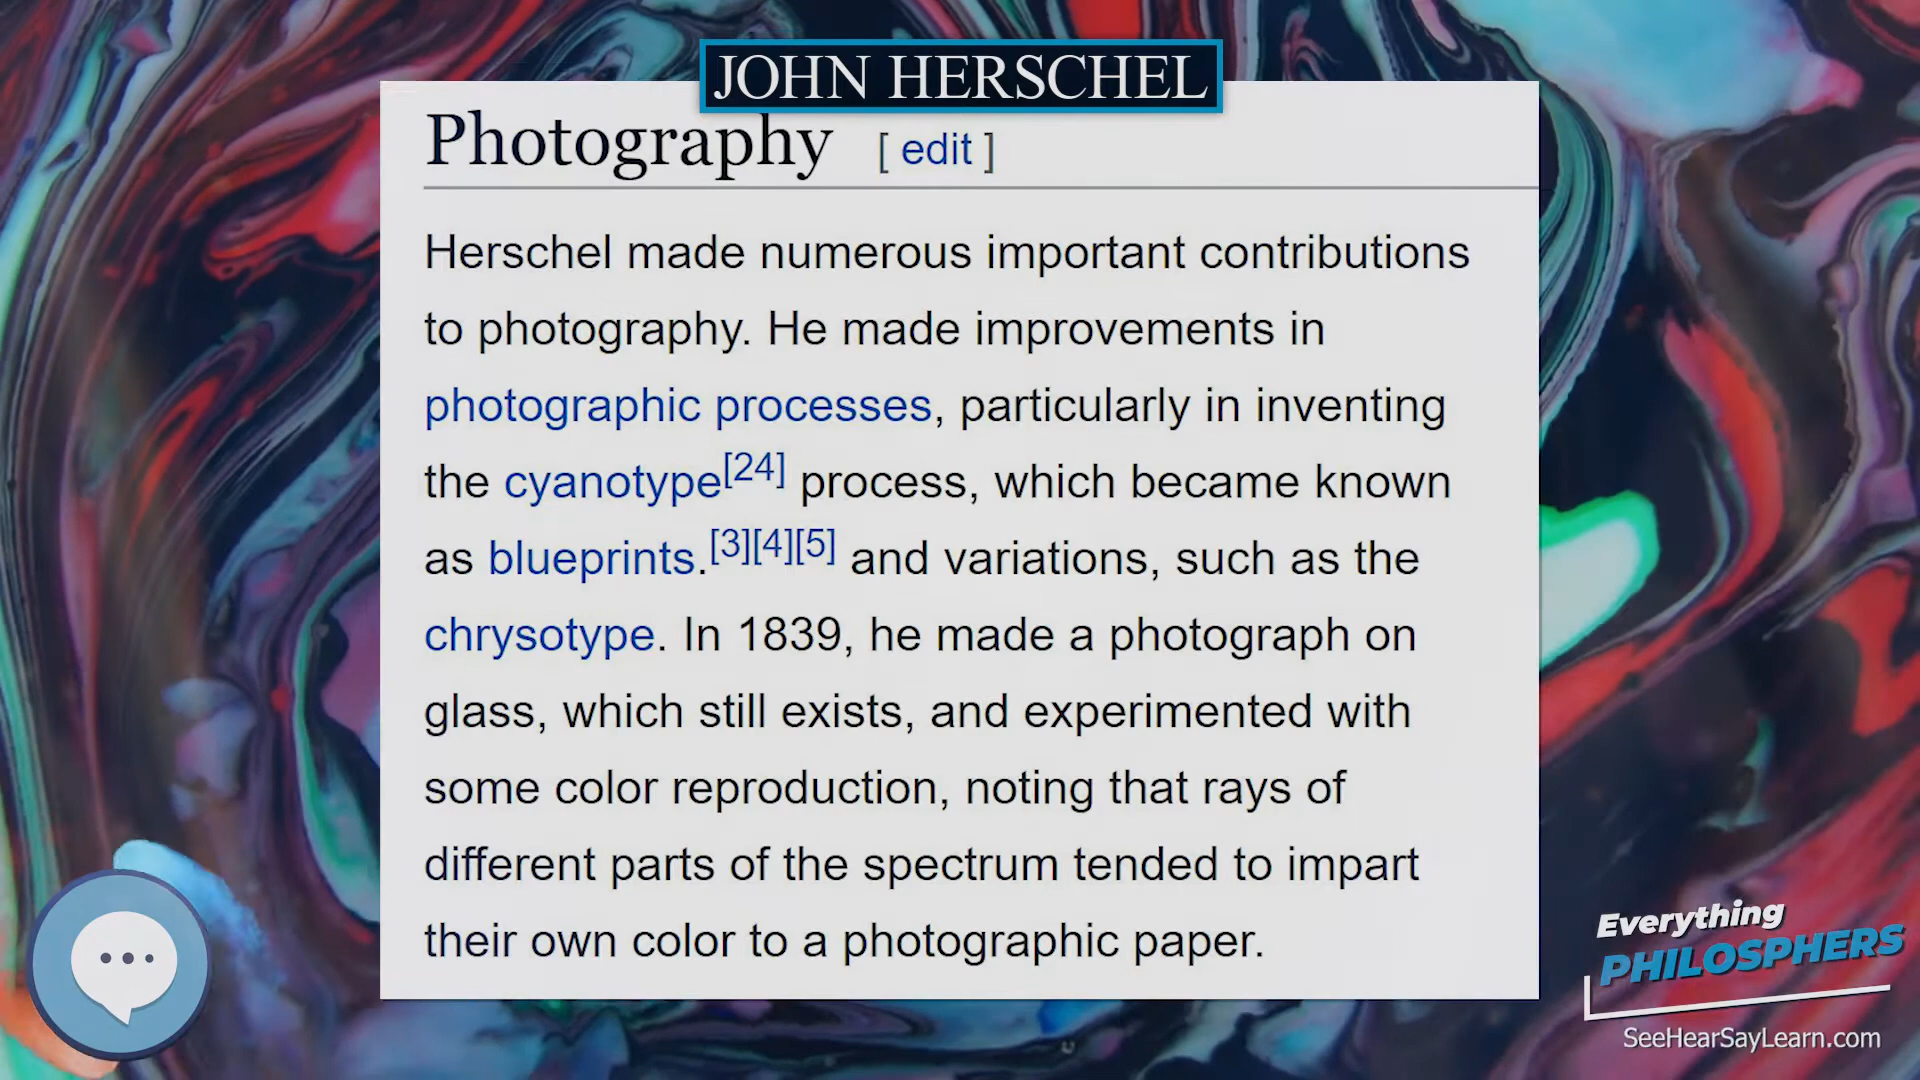 JOHN HERSCHEL
Photography [ edit ]
Herschel made numerous important contributions
to photography. He made improvements in
photographic processes, particularly in inventing
the cyanotype[24] process, which became known
as blueprints.[3][4][5] and variations, such as the
chrysotype. In 1839, he made a photograph on
glass, which still exists, and experimented with
some color reproduction, noting that rays of
different parts of the spectrum tended to impart
their own color to a photographic paper.
Everything
PHILOSPHERS
SeeHearSayLearn.com